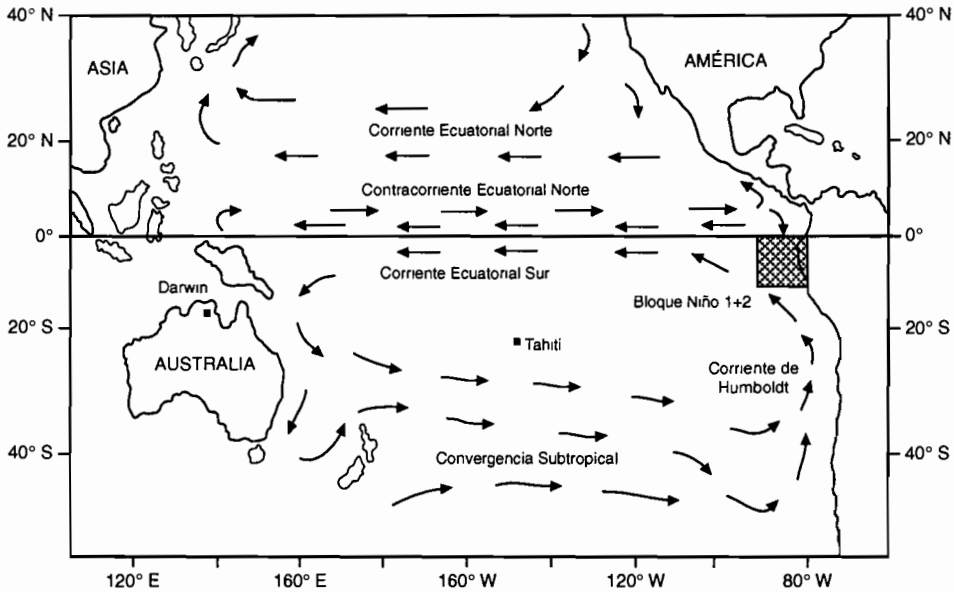 40° N
40° N
ASIA
AMÉRICA
Corriente Ecuatorial Norte
20° N
20° N
Contracorriente Ecuatorial Norte
0°
0°
Corriente Ecuatorial Sur
Darwin
Bloque Niño 1+2
20° S
20° S
Tahití
AUSTRALIA
Corriente de
Humboldt
40° S
40° S
Convergencia Subtropical
120° E
160° E
160° W
120° W
80° W